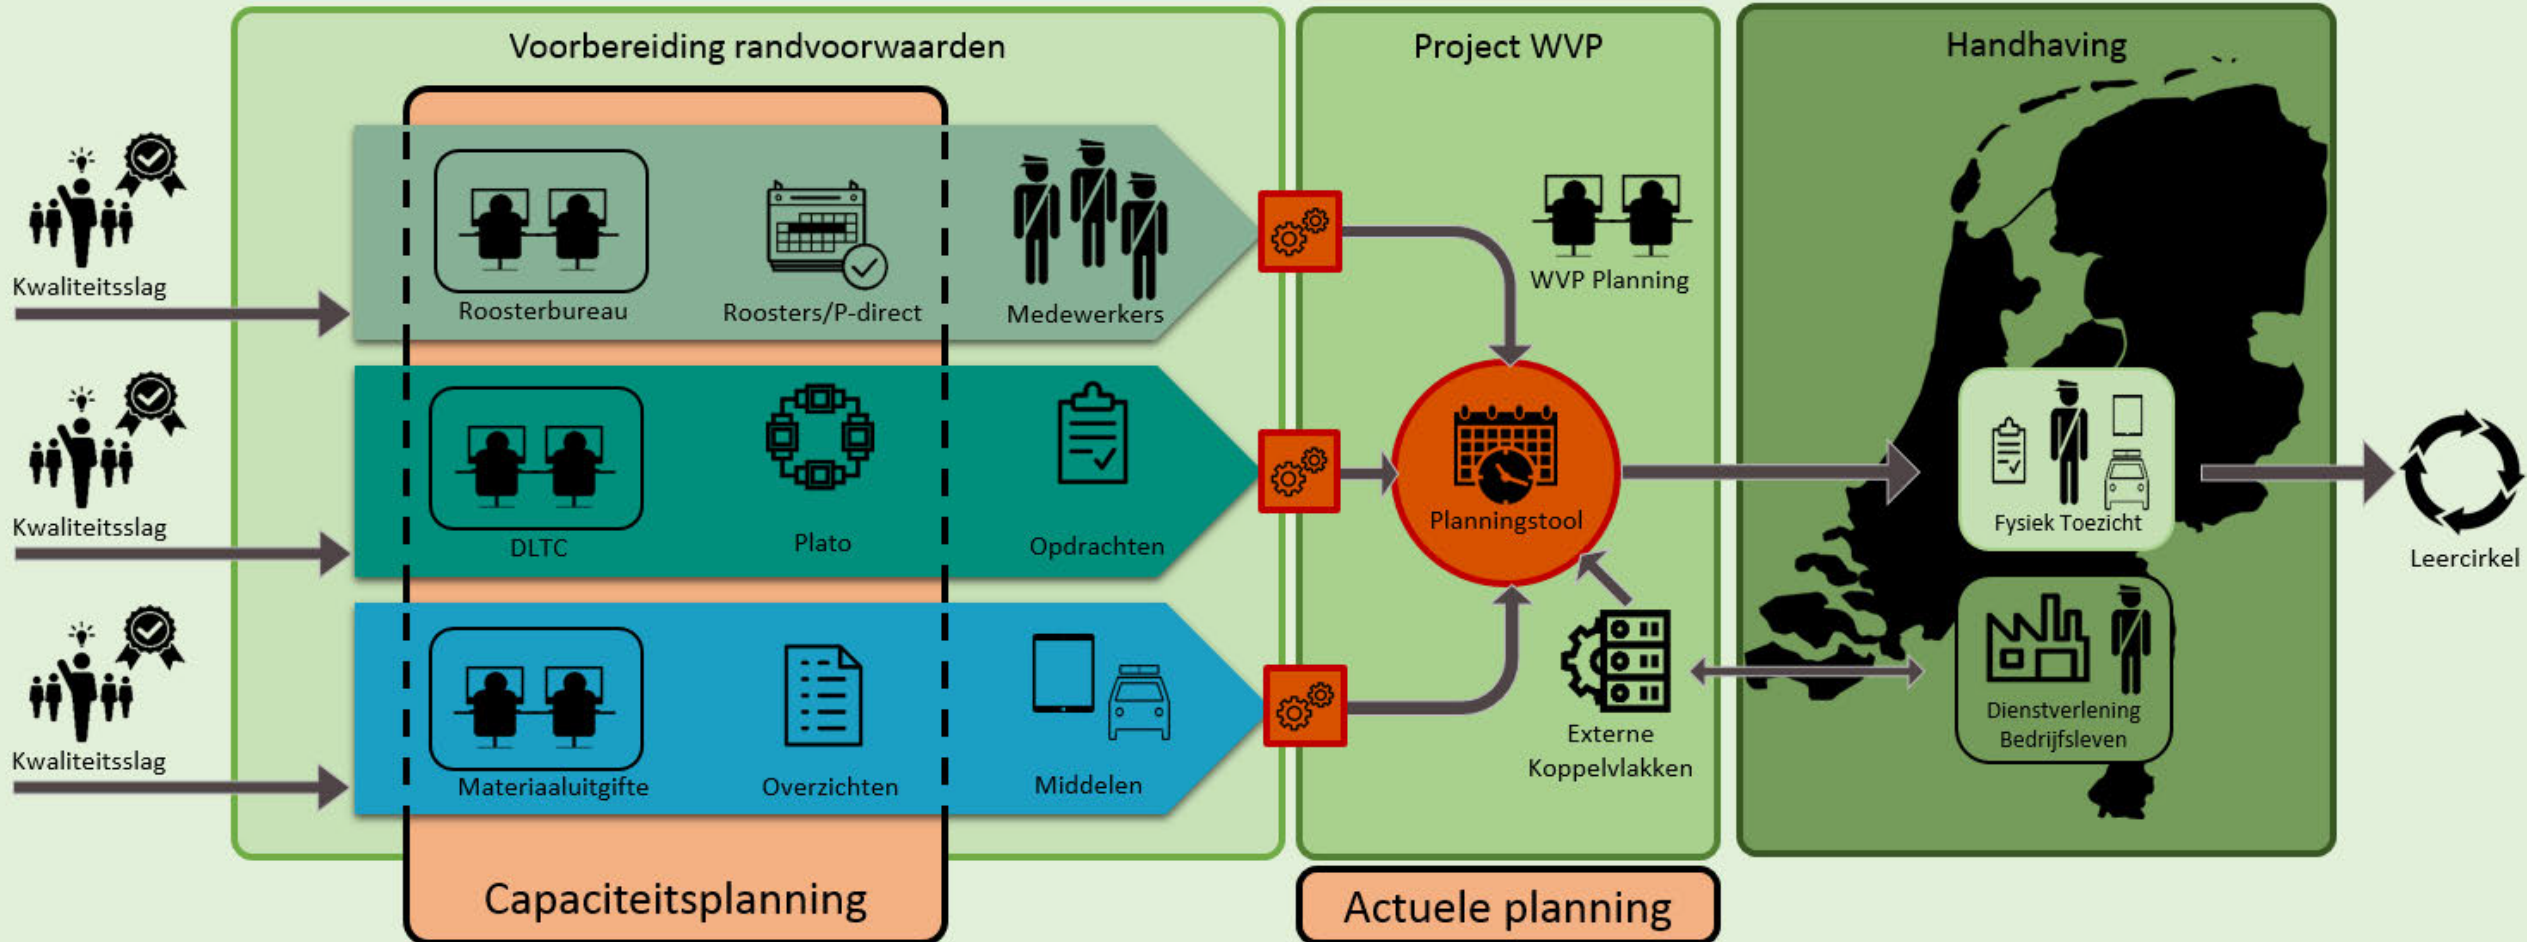 Voorbereiding randvoorwaarden
Project WVP
Handhaving
Kwaliteitsslag
Roosterbureau
Roosters/P-direct
Medewerkers
WVP Planning
Kwaliteitsslag
DLTC
Plato
Opdrachten
Planningstool
Fysiek Toezicht
Leercirkel
Kwaliteitsslag
Materiaaluitgifte
Overzichten
Middelen
Externe
Koppelvlakken
Dienstverlening
Bedrijfsleven
Capaciteitsplanning
Actuele planning